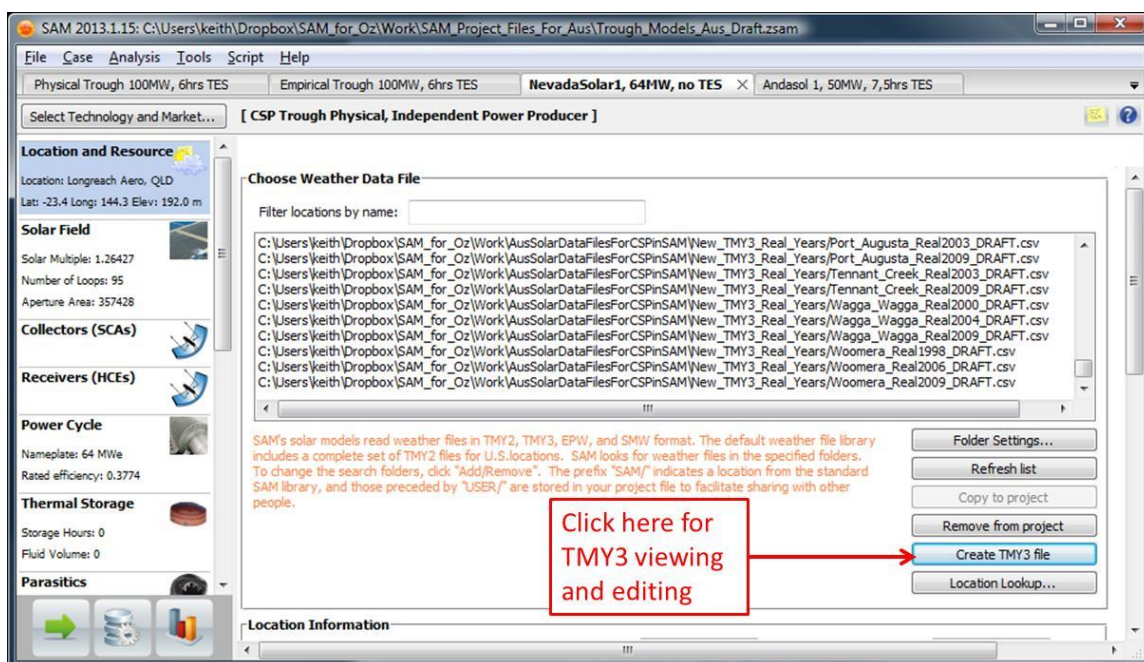 SAM 2013.1.15: C:\Users\keith\Dropbox\SAM_for_Oz\Work\SAM_Project_Files_For_Aus\Trough_Models_Aus_Draft.zsam
File Case Analysis Tools Script Help
Physical Trough 100MW, 6hrs TES Empirical Trough 100MW, 6hrs TES NevadaSolar1, 64MW, no TES Andasol 1, 50MW, 7,5hrs TES
Select Technology and Market... [ CSP Trough Physical, Independent Power Producer ]
Location and Resource
Location: Longreach Aero, QLD
Lat: -23.4 Long: 144.3 Elev: 192.0 m
Solar Field
Solar Multiple: 1.26427
Number of Loops: 95
Aperture Area: 357428
Collectors (SCAs)
Receivers (HCEs)
Power Cycle
Nameplate: 64 MWe
Rated efficiency: 0.3774
Thermal Storage
Storage Hours: 0
Fluid Volume: 0
Parasitics
Choose Weather Data File
Filter locations by name:
C:\Users\keith\Dropbox\SAM_for_Oz\Work\AusSolarDataFilesForCSPinSAM\New_TMY3_Real_Years/Port_Augusta_Real2003_DRAFT.csv
C:\Users\keith\Dropbox\SAM_for_Oz\Work\AusSolarDataFilesForCSPinSAM\New_TMY3_Real_Years/Port_Augusta_Real2009_DRAFT.csv
C:\Users\keith\Dropbox\SAM_for_Oz\Work\AusSolarDataFilesForCSPinSAM\New_TMY3_Real_Years/Tennant_Creek_Real2003_DRAFT.csv
C:\Users\keith\Dropbox\SAM_for_Oz\Work\AusSolarDataFilesForCSPinSAM\New_TMY3_Real_Years/Tennant_Creek_Real2009_DRAFT.csv
C:\Users\keith\Dropbox\SAM_for_Oz\Work\AusSolarDataFilesForCSPinSAM\New_TMY3_Real_Years/Wagga_Wagga_Real2000_DRAFT.csv
C:\Users\keith\Dropbox\SAM_for_Oz\Work\AusSolarDataFilesForCSPinSAM\New_TMY3_Real_Years/Wagga_Wagga_Real2004_DRAFT.csv
C:\Users\keith\Dropbox\SAM_for_Oz\Work\AusSolarDataFilesForCSPinSAM\New_TMY3_Real_Years/Wagga_Wagga_Real2009_DRAFT.csv
C:\Users\keith\Dropbox\SAM_for_Oz\Work\AusSolarDataFilesForCSPinSAM\New_TMY3_Real_Years/Woomera_Real1998_DRAFT.csv
C:\Users\keith\Dropbox\SAM_for_Oz\Work\AusSolarDataFilesForCSPinSAM\New_TMY3_Real_Years/Woomera_Real2006_DRAFT.csv
C:\Users\keith\Dropbox\SAM_for_Oz\Work\AusSolarDataFilesForCSPinSAM\New_TMY3_Real_Years/Woomera_Real2009_DRAFT.csv
SAM's solar models read weather files in TMY2, TMY3, EPW, and SMW format. The default weather file library
includes a complete set of TMY2 files for U.S.locations. SAM looks for weather files in the specified folders.
To change the search folders, click "Add/Remove". The prefix "SAM/" indicates a location from the standard
SAM library, and those preceded by "USER/" are stored in your project file to facilitate sharing with other
people.
Folder Settings...
Refresh list
Copy to project
Remove from project
Create TMY3 file
Location Lookup...
Click here for
TMY3 viewing
and editing
Location Information